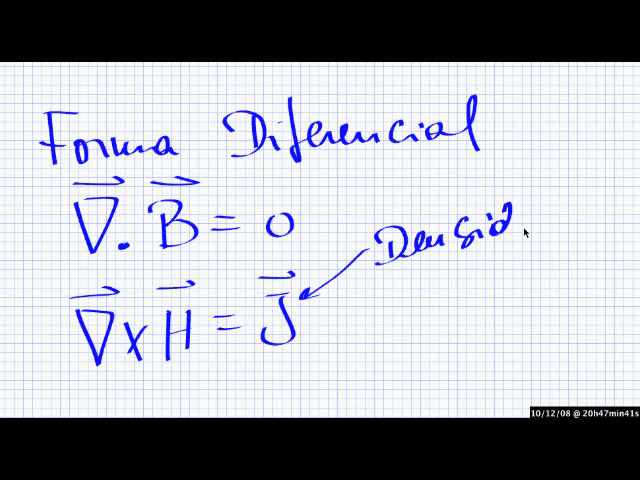 Forma Diferencial
∇⃗ · B⃗ = 0
Densid
∇⃗ x H⃗ = J⃗
10/12/08 @ 20h47min41s